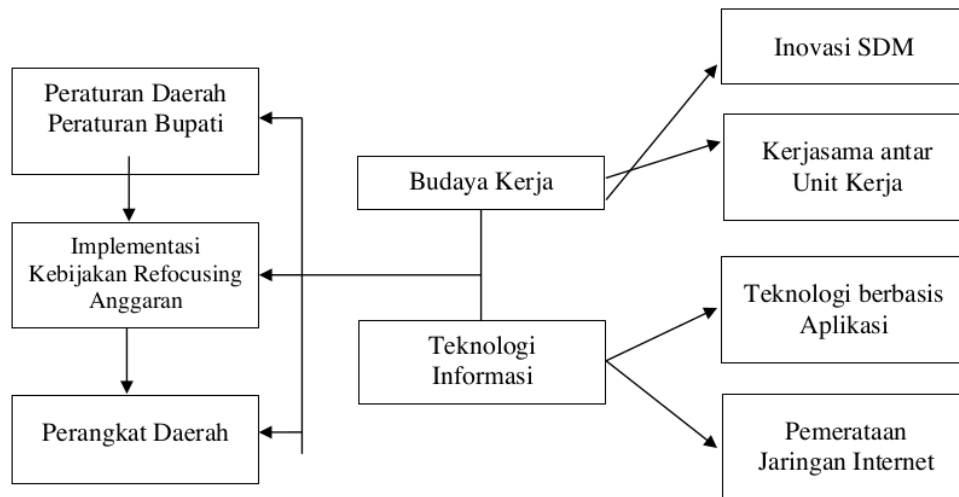 Peraturan Daerah
Peraturan Bupati
Implementasi
Kebijakan Refocusing
Anggaran
Perangkat Daerah
Budaya Kerja
Teknologi
Informasi
Inovasi SDM
Kerjasama antar
Unit Kerja
Teknologi berbasis
Aplikasi
Pemerataan
Jaringan Internet